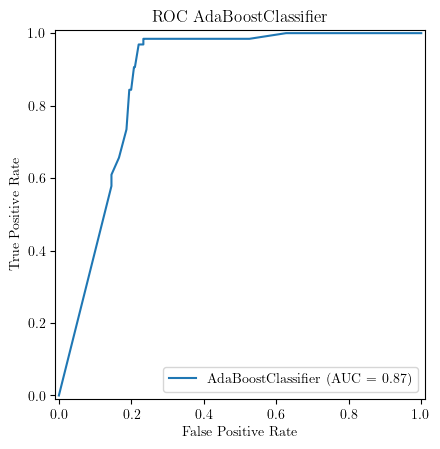 ROC AdaBoostClassifier
1.0
0.8
0.6
0.4
0.2
0.0
True Positive Rate
AdaBoostClassifier (AUC = 0.87)
0.0 0.2 0.4 0.6 0.8 1.0
False Positive Rate